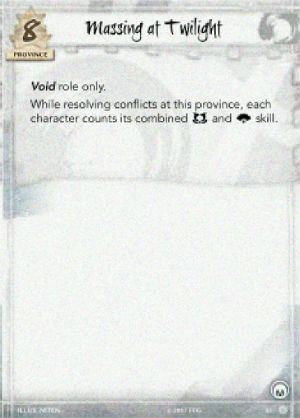 8
Massing at Twilight
PROVINCE
Void role only.
While resolving conflicts at this province, each
character counts its combined and skill.
© 2017 FFG